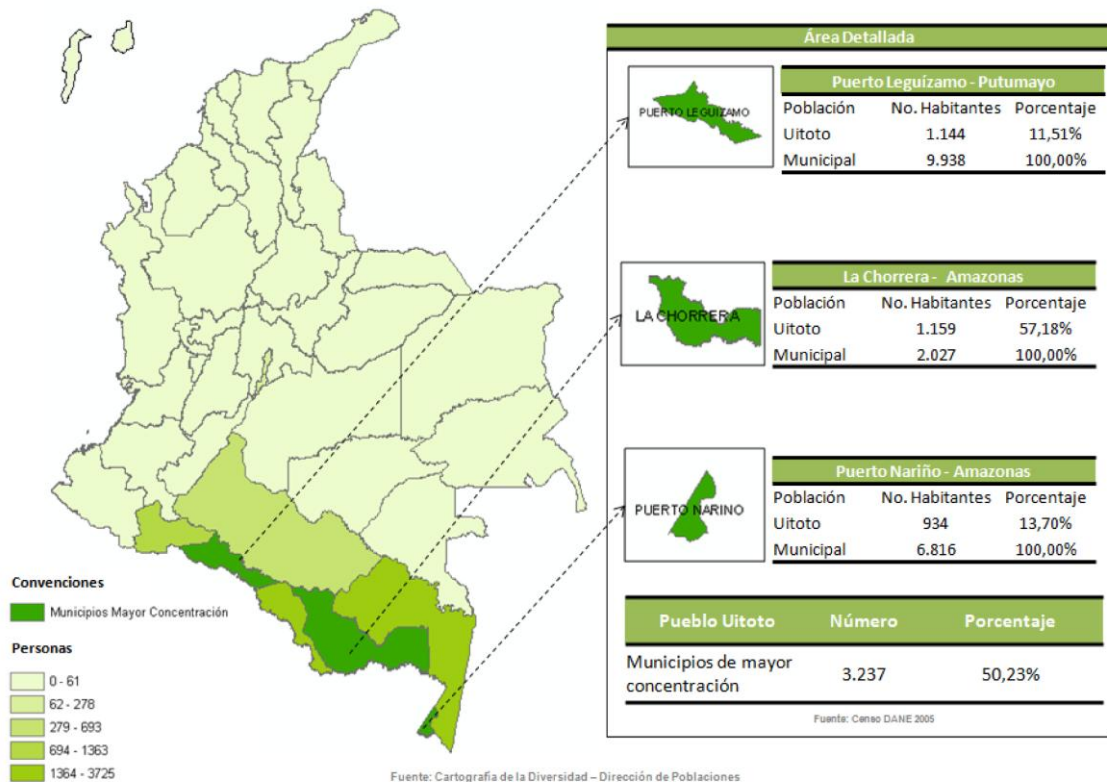 Área Detallada
PUERTO LEGUÍZAMO
Puerto Leguízamo - Putumayo
Población No. Habitantes Porcentaje
Uitoto 1.144 11,51%
Municipal 9.938 100,00%
LA CHORRERA
La Chorrera - Amazonas
Población No. Habitantes Porcentaje
Uitoto 1.159 57,18%
Municipal 2.027 100,00%
PUERTO NARIÑO
Puerto Nariño - Amazonas
Población No. Habitantes Porcentaje
Uitoto 934 13,70%
Municipal 6.816 100,00%
Pueblo Uitoto Número Porcentaje
Municipios de mayor
concentración 3.237 50,23%
Fuente: Censo DANE 2005
Convenciones
Municipios Mayor Concentración
Personas
0 - 61
62 - 278
279 - 693
694 - 1363
1364 - 3725
Fuente: Cartografía de la Diversidad – Dirección de Poblaciones